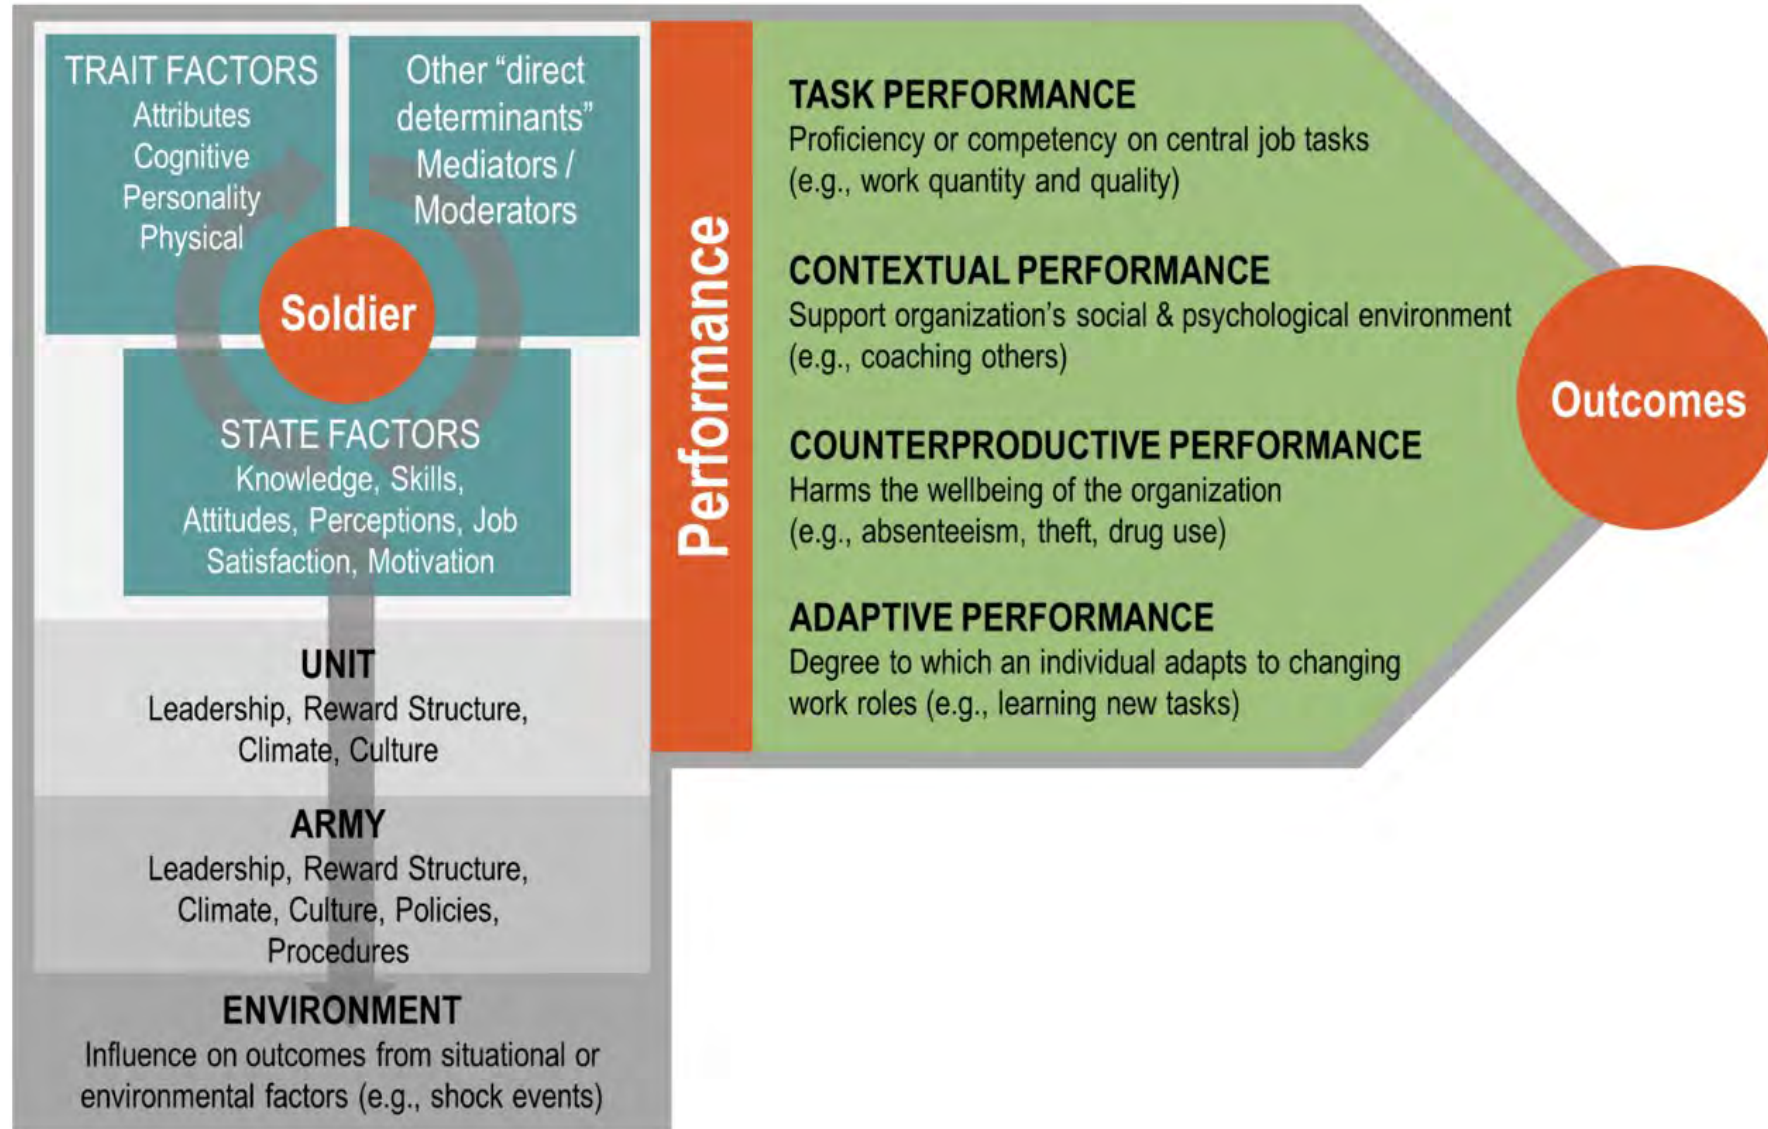 TRAIT FACTORS
Attributes
Cognitive
Personality
Physical
Other “direct
determinants”
Mediators /
Moderators
Soldier
STATE FACTORS
Knowledge, Skills,
Attitudes, Perceptions, Job
Satisfaction, Motivation
UNIT
Leadership, Reward Structure,
Climate, Culture
ARMY
Leadership, Reward Structure,
Climate, Culture, Policies,
Procedures
ENVIRONMENT
Influence on outcomes from situational or
environmental factors (e.g., shock events)
Performance
TASK PERFORMANCE
Proficiency or competency on central job tasks
(e.g., work quantity and quality)
CONTEXTUAL PERFORMANCE
Support organization’s social & psychological environment
(e.g., coaching others)
COUNTERPRODUCTIVE PERFORMANCE
Harms the wellbeing of the organization
(e.g., absenteeism, theft, drug use)
ADAPTIVE PERFORMANCE
Degree to which an individual adapts to changing
work roles (e.g., learning new tasks)
Outcomes